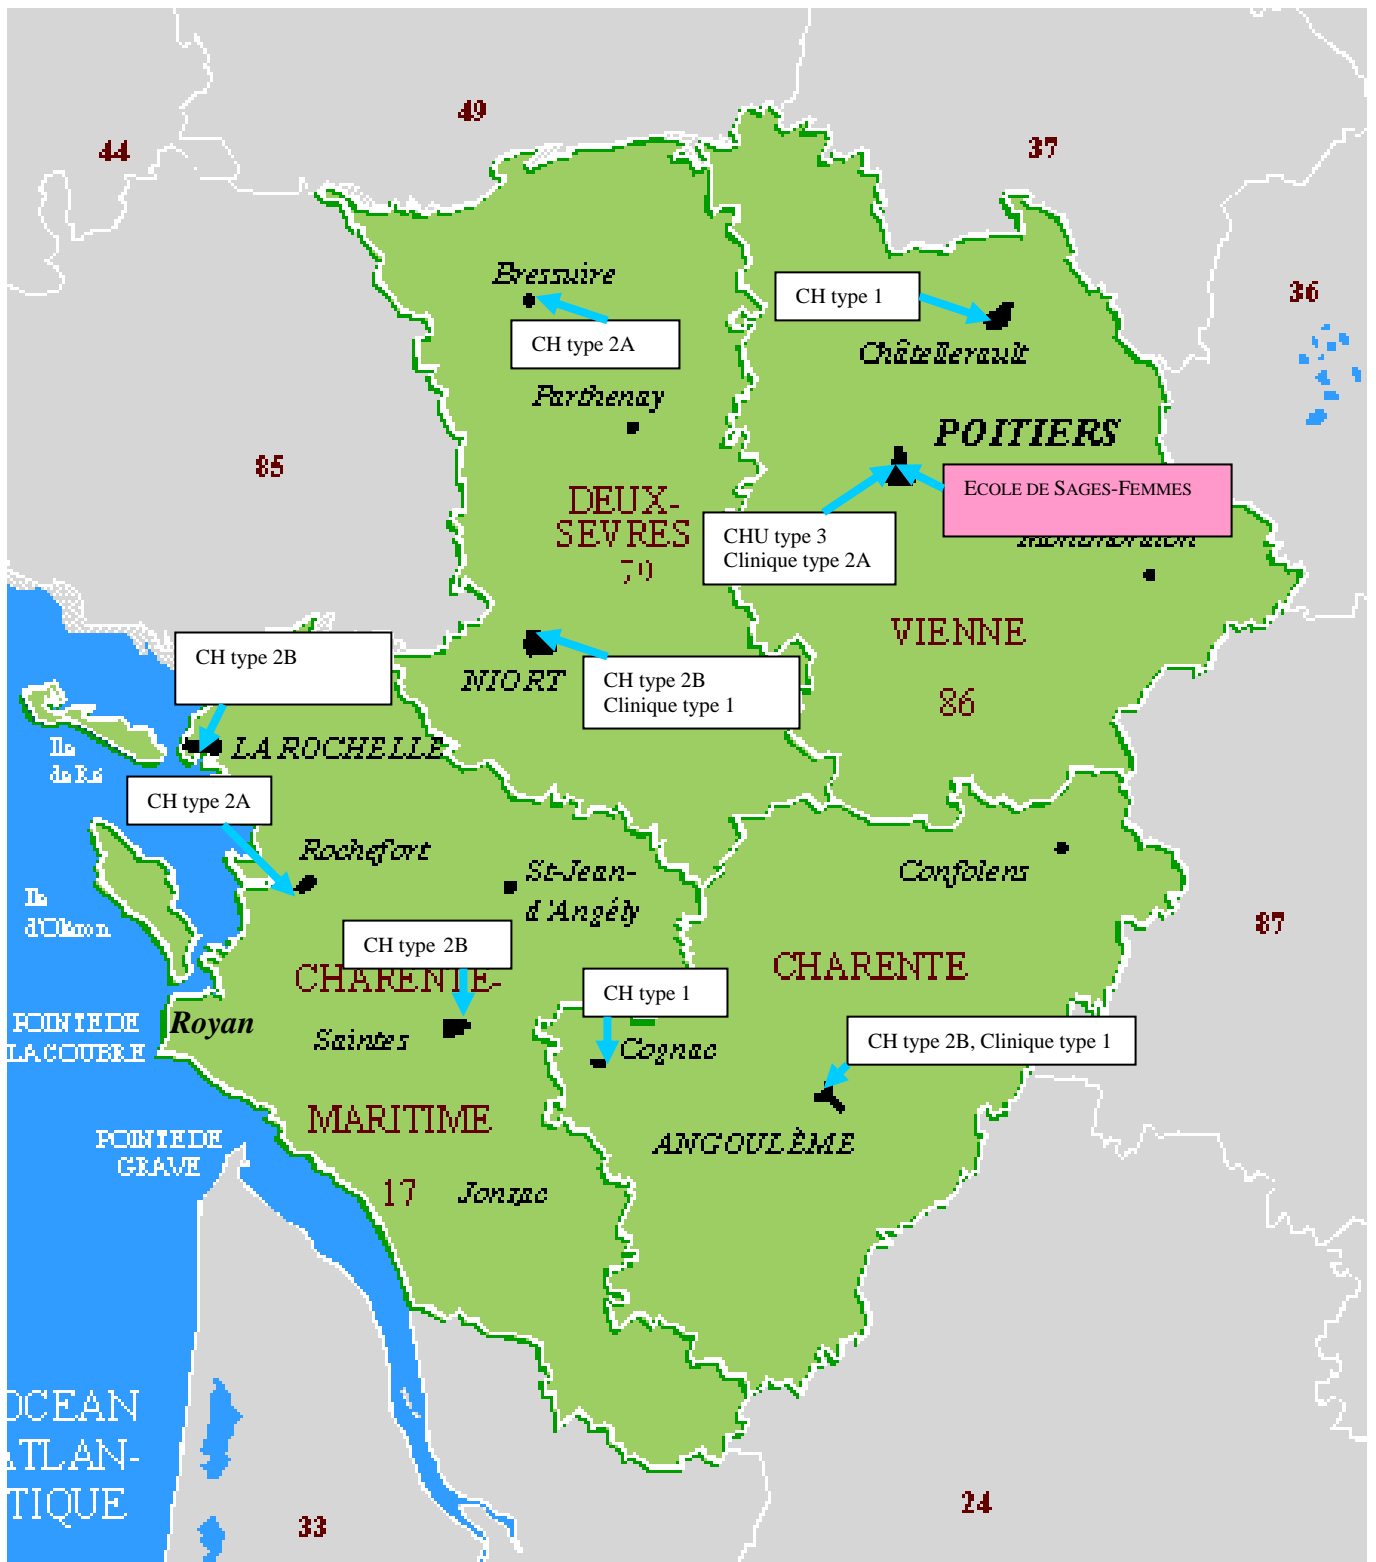 49
44
37
Bressuire
CH type 1
36
CH type 2A
Châtellerault
Parthenay
POITIERS
85
ECOLE DE SAGES-FEMMES
DEUX-
SEVRES
79
CHU type 3
Clinique type 2A
VIENNE
86
CH type 2B
NIORT
CH type 2B
Clinique type 1
Ile
de Ré
LA ROCHELLE
CH type 2A
Rochefort
St-Jean-
d'Angély
Confolens
Ile
d'Oléron
87
CH type 2B
CHARENTE-
CHARENTE
CH type 1
POINTE DE
LA COUBRE
Royan
Saintes
Cognac
CH type 2B, Clinique type 1
MARITIME
ANGOULÊME
POINTE DE
GRAVE
17
Jonzac
OCEAN
ATLAN-
TIQUE
33
24